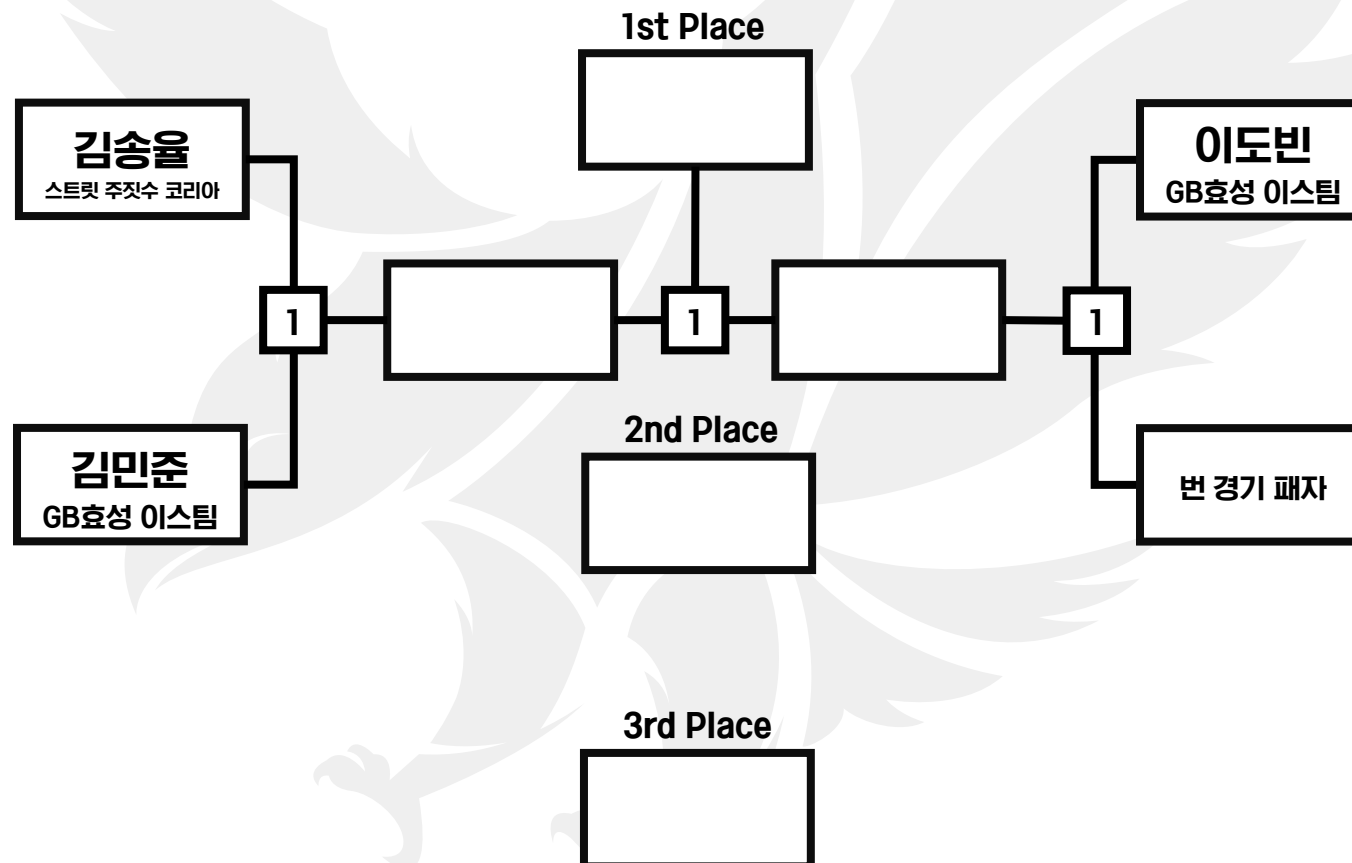 1st Place
김송율
스트릿 주짓수 코리아
이도빈
GB효성 이스팀
1
1
1
김민준
GB효성 이스팀
2nd Place
번 경기 패자
3rd Place